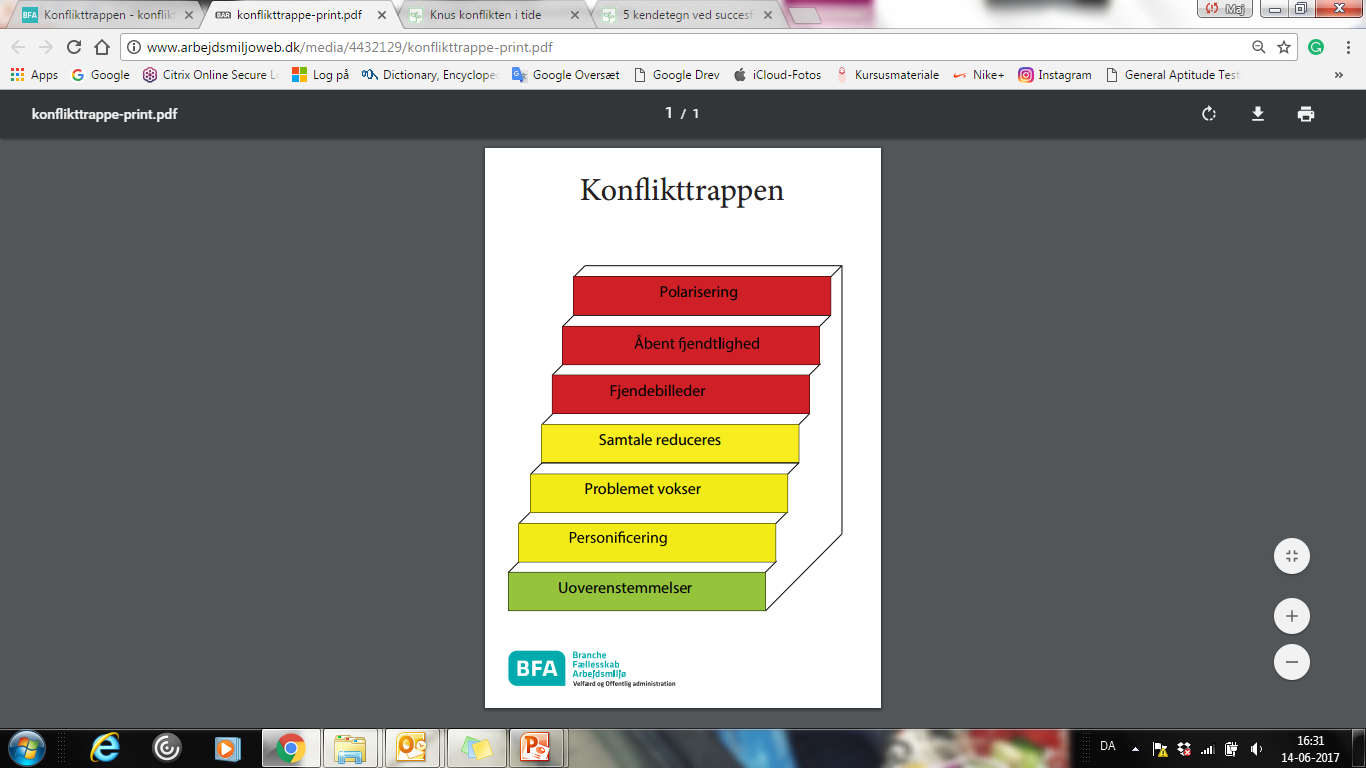 Konflikttrappen - konflikt
konflikttrappe-print.pdf
Knus konflikten i tide
5 kendetegn ved succesf
Maj
www.arbejdsmiljoweb.dk/media/4432129/konflikttrappe-print.pdf
Apps
Google
Citrix Online Secure Lo
Log på
Dictionary, Encycloped
Google Oversæt
Google Drev
iCloud-Fotos
Kursusmateriale
Nike+
Instagram
General Aptitude Test
»
konflikttrappe-print.pdf
1 / 1
Konflikttrappen
Polarisering
Åbent fjendtlighed
Fjendebilleder
Samtale reduceres
Problemet vokser
Personificering
Uoverenstemmelser
BFA
Branche
Fællesskab
Arbejdsmiljø
Velfærd og Offentlig administration
DA
16:31
14-06-2017